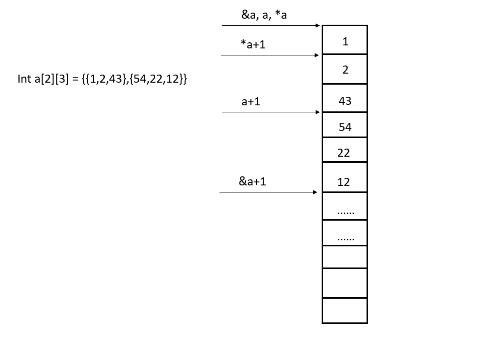 &a, a, *a
*a+1
Int a[2][3] = {{1,2,43},{54,22,12}}
a+1
&a+1
1
2
43
54
22
12
......
......